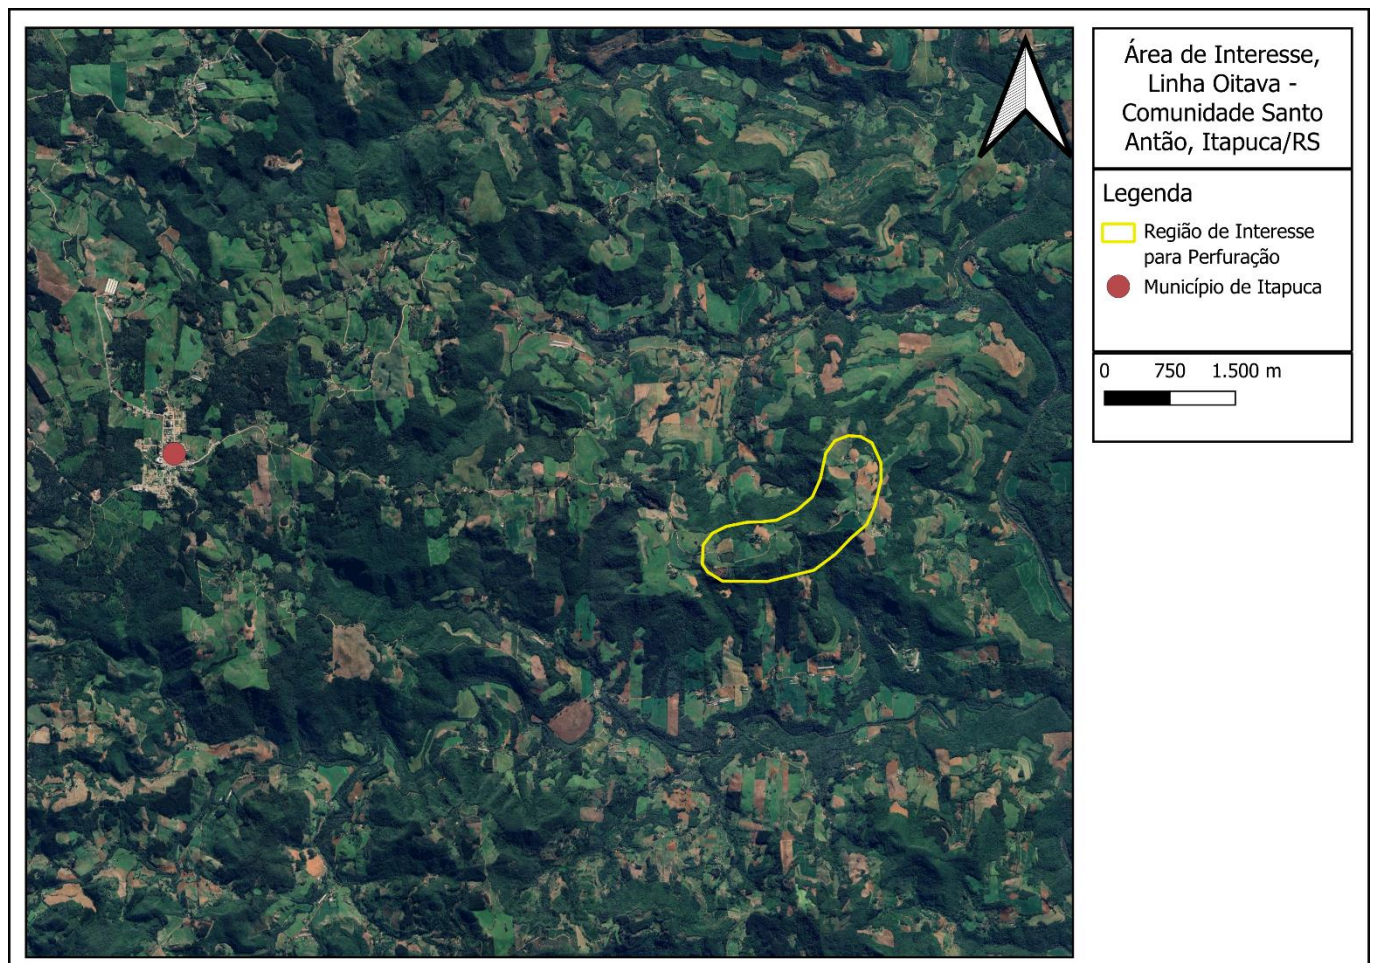 Área de Interesse,
Linha Oitava -
Comunidade Santo
Antão, Itapuca/RS
Legenda
Região de Interesse
para Perfuração
Município de Itapuca
0 750 1.500 m